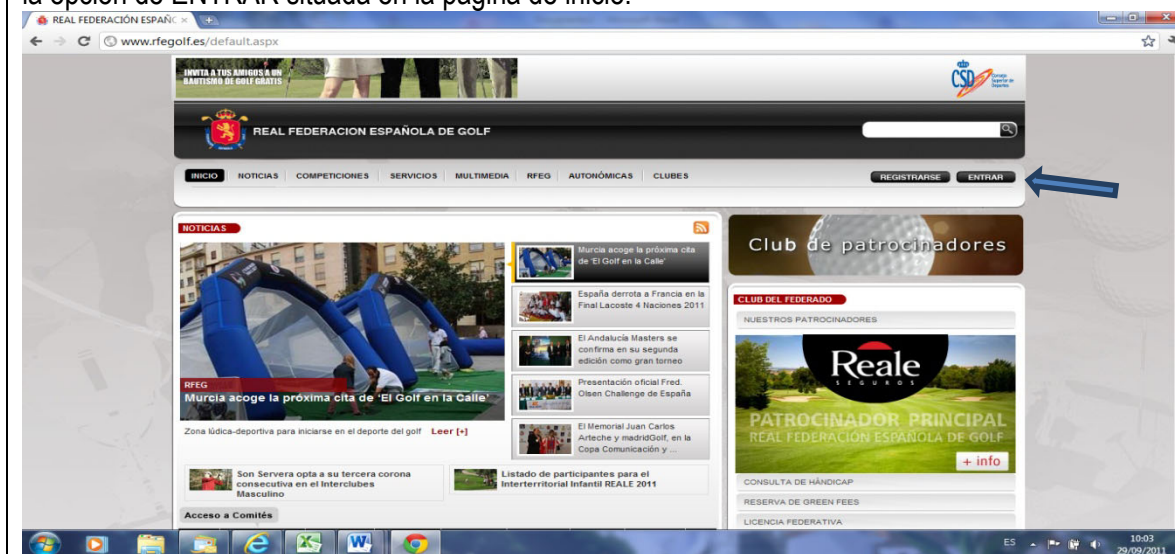 la opción de ENTRAR situada en la página de inicio.
REAL FEDERACIÓN ESPAÑC
www.rfegolf.es/default.aspx
INVITA A TUS AMIGOS A UN
BAUTISMO DE GOLF GRATIS
CSD
Consejo
Superior de
Deportes
REAL FEDERACION ESPAÑOLA DE GOLF
INICIO NOTICIAS COMPETICIONES SERVICIOS MULTIMEDIA RFEG AUTONÓMICAS CLUBES REGISTRARSE ENTRAR
NOTICIAS
Murcia acoge la próxima cita
de 'El Golf en la Calle'
España derrota a Francia en la
Final Lacoste 4 Naciones 2011
El Andalucía Masters se
confirma en su segunda
edición como gran torneo
Presentación oficial Fred.
Olsen Challenge de España
El Memorial Juan Carlos
Arteche y madridGolf, en la
Copa Comunicación y ...
RFEG
Murcia acoge la próxima cita de 'El Golf en la Calle'
Zona lúdica-deportiva para iniciarse en el deporte del golf Leer [+]
Son Servera opta a su tercera corona
consecutiva en el Interclubes
Masculino
Listado de participantes para el
Interterritorial Infantil REALE 2011
Acceso a Comités
Club de patrocinadores
CLUB DEL FEDERADO
NUESTROS PATROCINADORES
Reale
SEGUROS
PATROCINADOR PRINCIPAL
REAL FEDERACIÓN ESPAÑOLA DE GOLF
+ info
CONSULTA DE HÁNDICAP
RESERVA DE GREEN FEES
LICENCIA FEDERATIVA
ES
10:03
29/09/2011